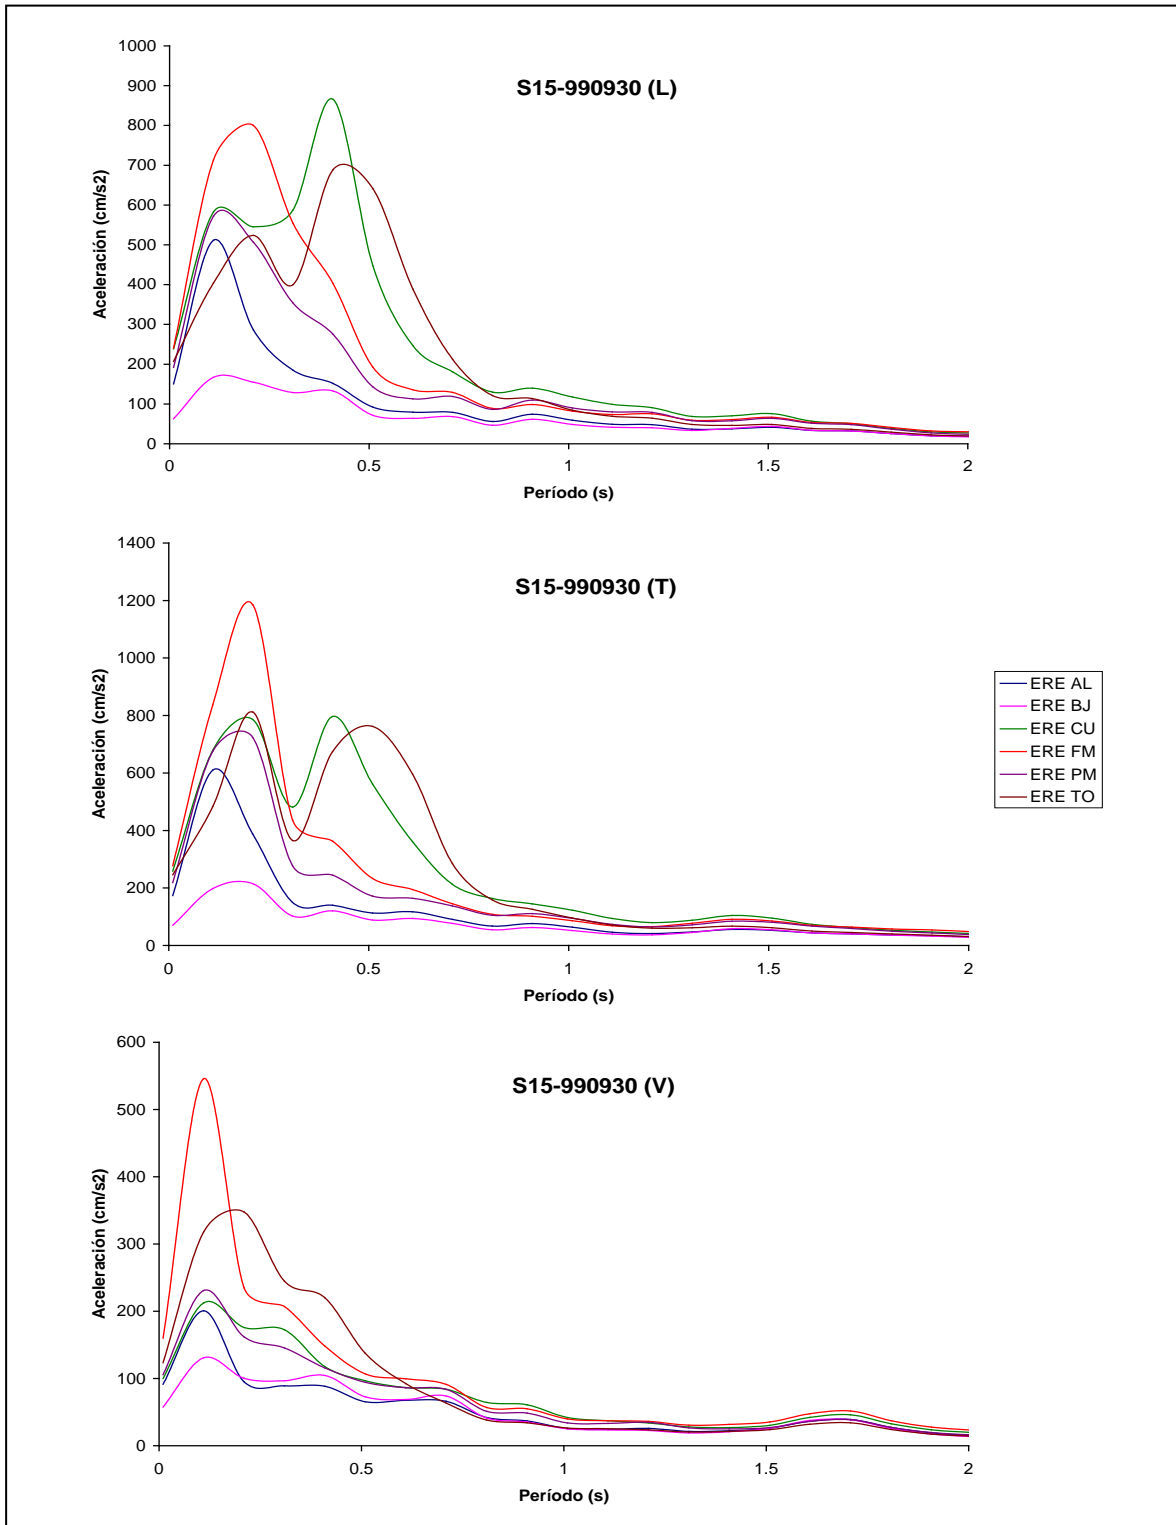 S15-990930 (L)
Aceleración (cm/s2)
1000
900
800
700
600
500
400
300
200
100
0
0 0.5 1 1.5 2
Período (s)
S15-990930 (T)
Aceleración (cm/s2)
1400
1200
1000
800
600
400
200
0
0 0.5 1 1.5 2
Período (s)
ERE AL
ERE BJ
ERE CU
ERE FM
ERE PM
ERE TO
S15-990930 (V)
Aceleración (cm/s2)
600
500
400
300
200
100
0
0 0.5 1 1.5 2
Período (s)